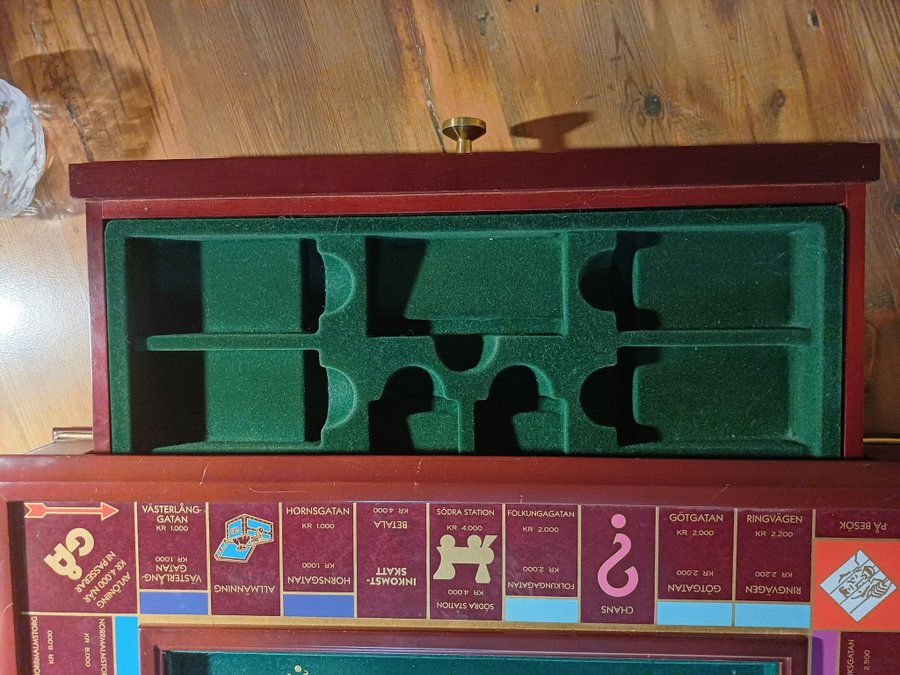 GÅ
AVLÖNING
KR 4.000 NÄR
NI PASSERAR
VÄSTERLÅNG-
GATAN
KR 1.000
KR 1.000
VÄSTERLÅNG-
GATAN
ALLMÄNNING
HORNSGATAN
KR 1.000
KR 1.000
HORNSGATAN
KR 4.000
BETALA
INKOMST-
SKATT
SÖDRA STATION
KR 4.000
KR 4.000
SÖDRA STATION
FOLKUNGAGATAN
KR 2.000
KR 2.000
FOLKUNGAGATAN
CHANS
GÖTGATAN
KR 2.000
KR 2.000
GÖTGATAN
RINGVÄGEN
KR 2.200
KR 2.200
RINGVÄGEN
PÅ BESÖK
KR 8.000
KR 8.000
2.500